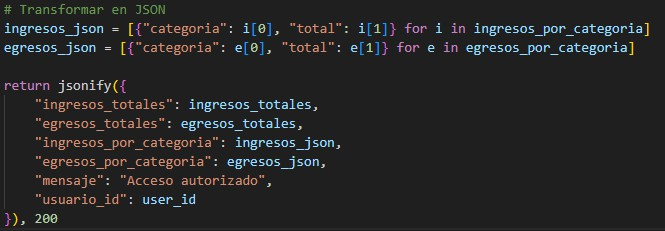 # Transformar en JSON
ingresos_json = [{"categoria": i[0], "total": i[1]} for i in ingresos_por_categoria]
egresos_json = [{"categoria": e[0], "total": e[1]} for e in egresos_por_categoria]

return jsonify({
    "ingresos_totales": ingresos_totales,
    "egresos_totales": egresos_totales,
    "ingresos_por_categoria": ingresos_json,
    "egresos_por_categoria": egresos_json,
    "mensaje": "Acceso autorizado",
    "usuario_id": user_id
}), 200